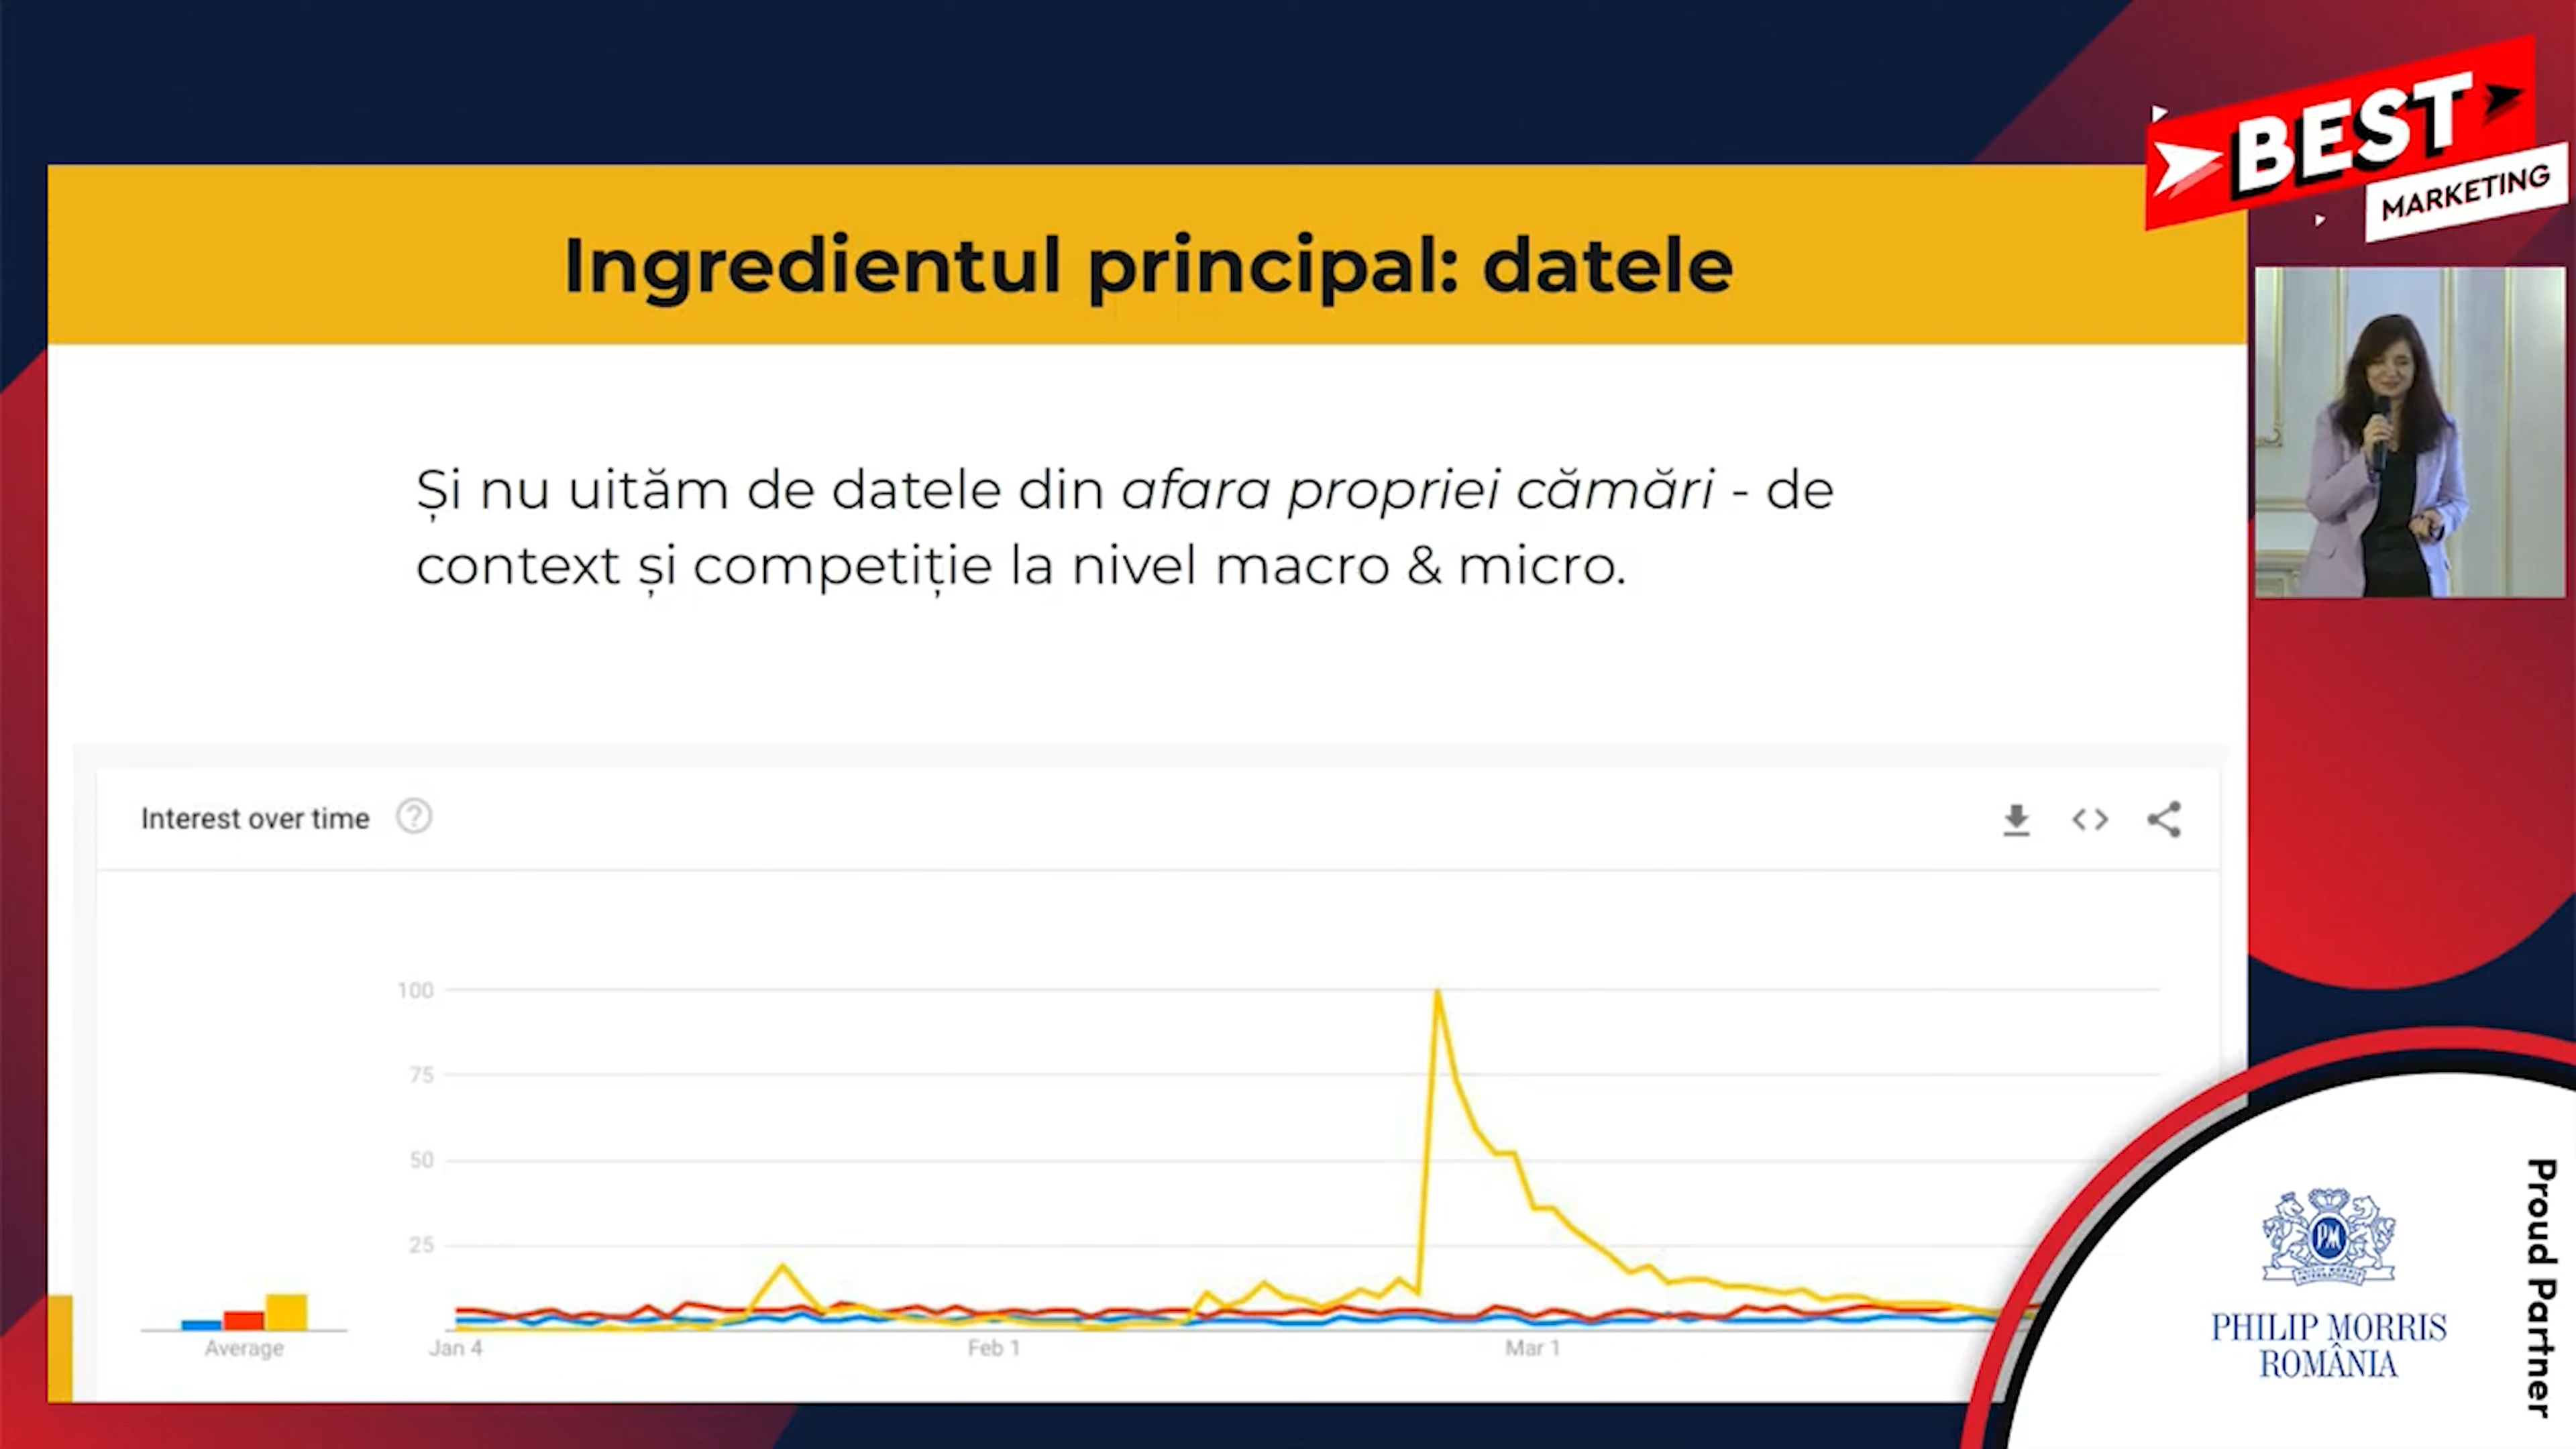 BEST
MARKETING
Ingredientul principal: datele
Și nu uităm de datele din afara propriei cămări - de
context și competiție la nivel macro & micro.
Interest over time
100
75
50
25
Average
Jan 4
Feb 1
Mar 1
PM
PHILIP MORRIS
ROMÂNIA
Proud Partner